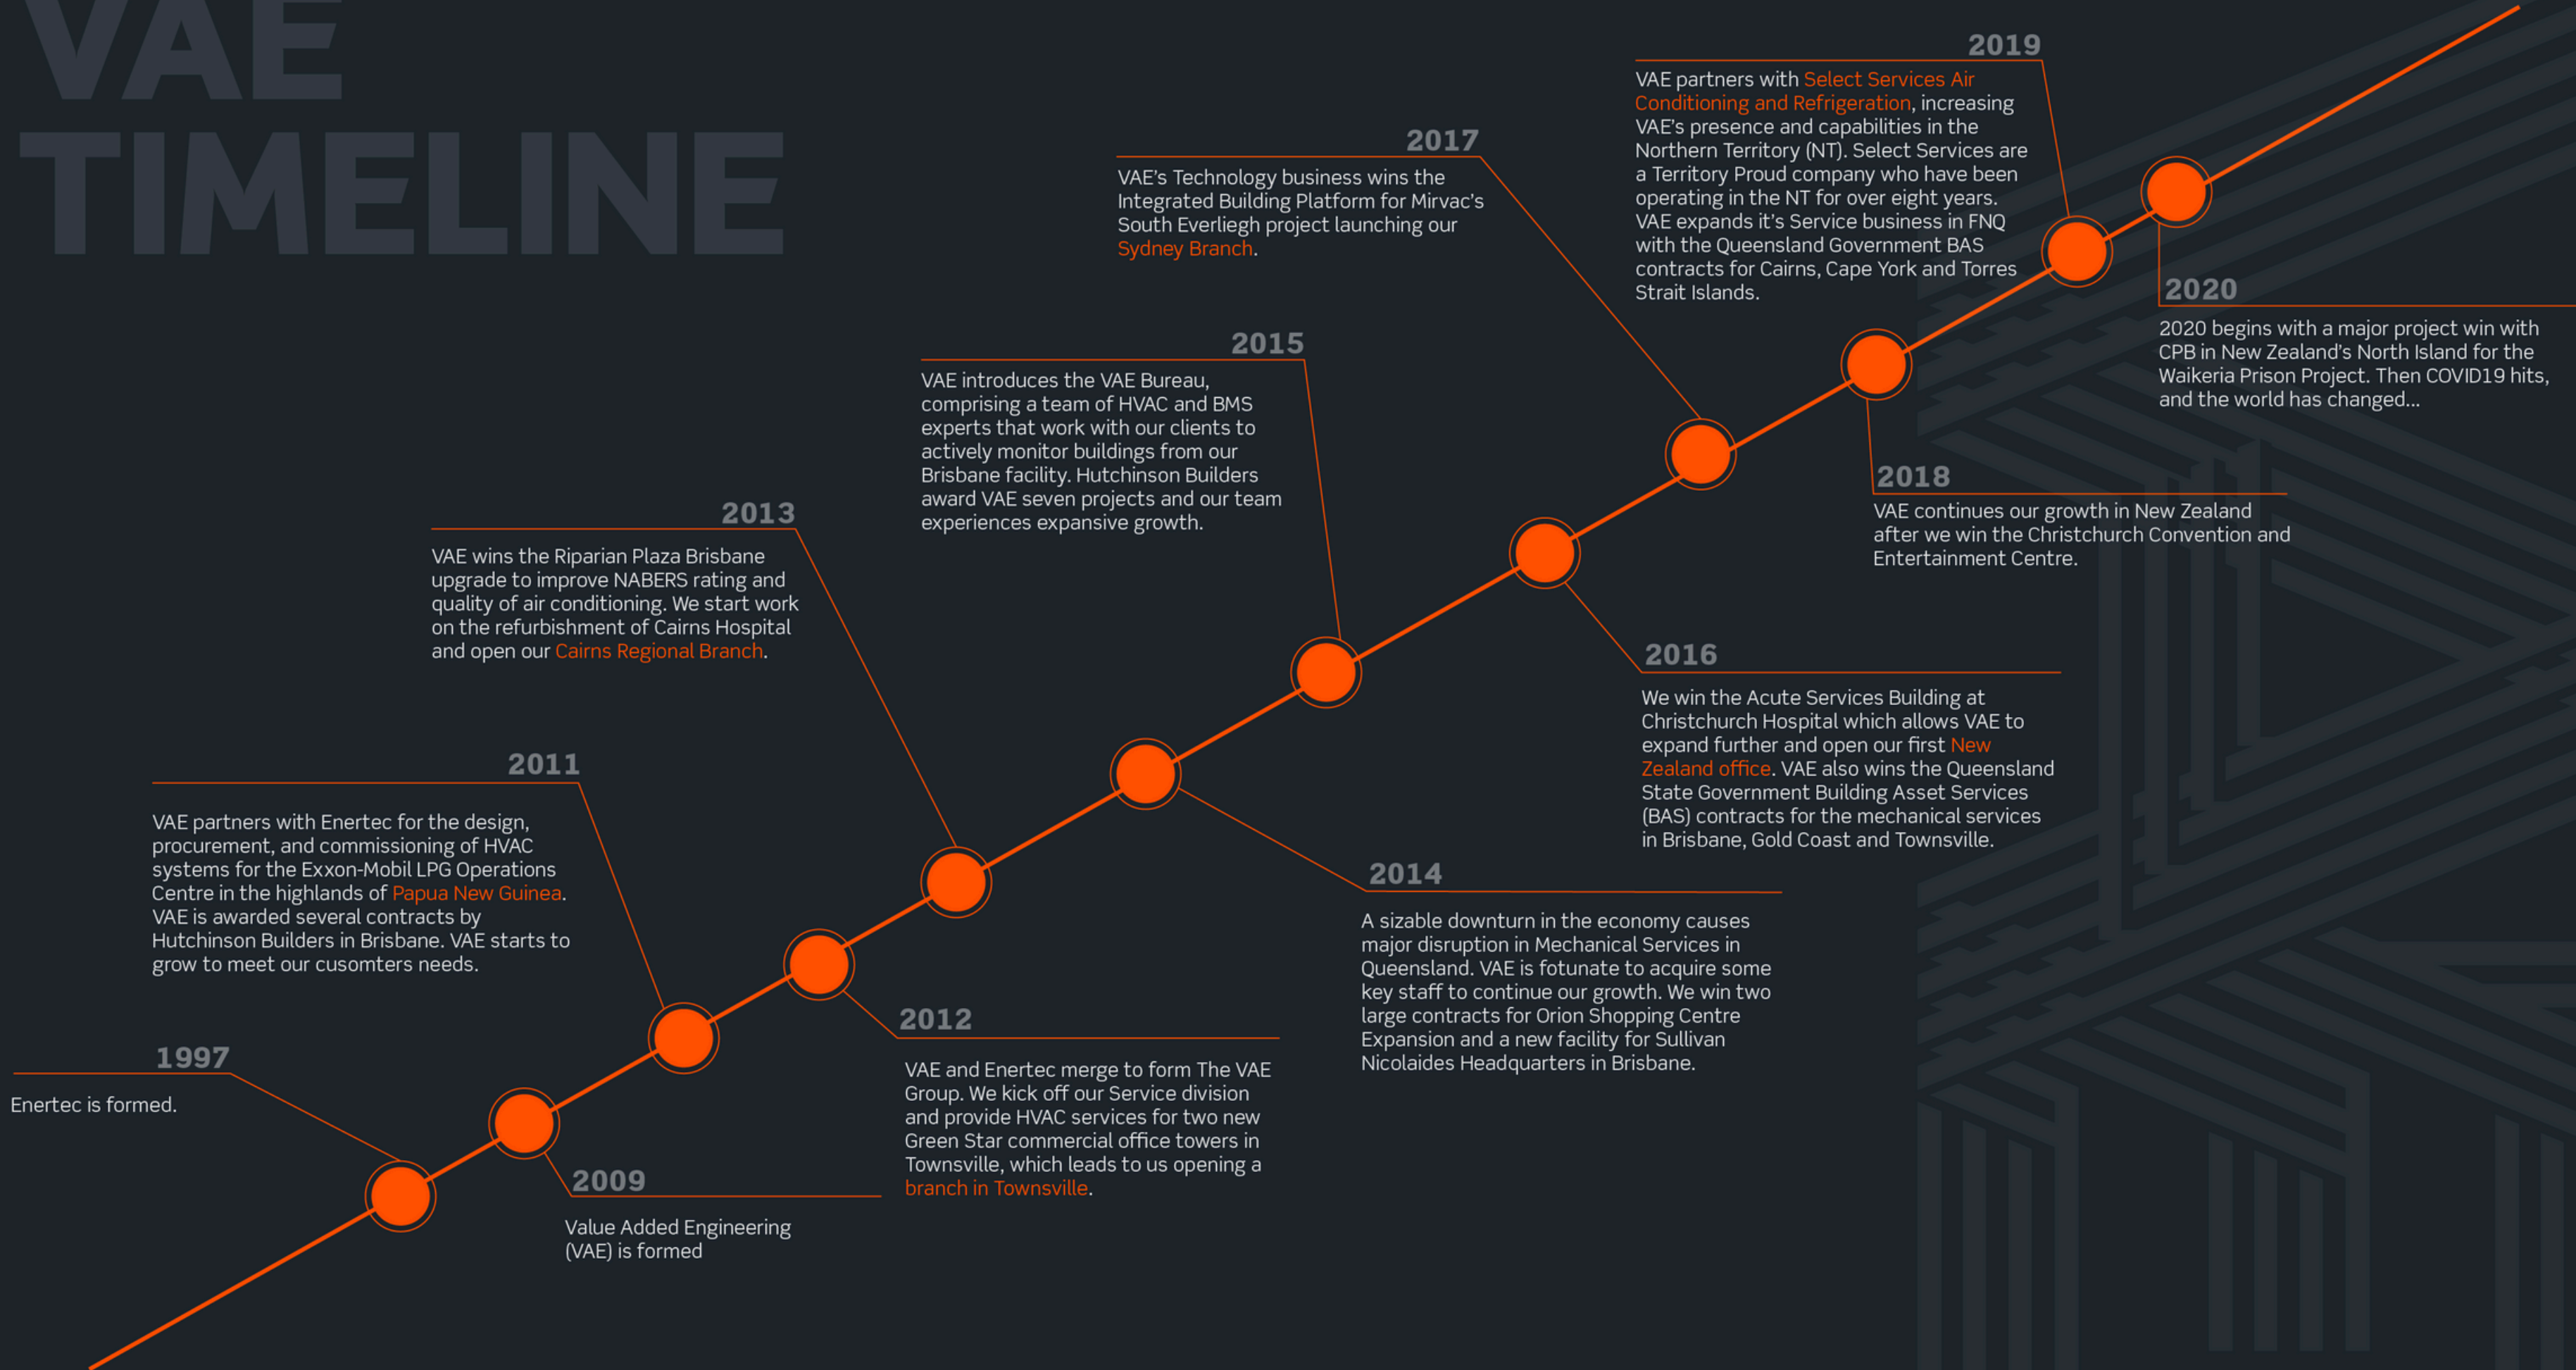 VAE
TIMELINE
1997
Enertec is formed.
2009
Value Added Engineering
(VAE) is formed
2011
VAE partners with Enertec for the design,
procurement, and commissioning of HVAC
systems for the Exxon-Mobil LPG Operations
Centre in the highlands of Papua New Guinea.
VAE is awarded several contracts by
Hutchinson Builders in Brisbane. VAE starts to
grow to meet our cusomters needs.
2012
VAE and Enertec merge to form The VAE
Group. We kick off our Service division
and provide HVAC services for two new
Green Star commercial office towers in
Townsville, which leads to us opening a
branch in Townsville.
2013
VAE wins the Riparian Plaza Brisbane
upgrade to improve NABERS rating and
quality of air conditioning. We start work
on the refurbishment of Cairns Hospital
and open our Cairns Regional Branch.
2014
A sizable downturn in the economy causes
major disruption in Mechanical Services in
Queensland. VAE is fotunate to acquire some
key staff to continue our growth. We win two
large contracts for Orion Shopping Centre
Expansion and a new facility for Sullivan
Nicolaides Headquarters in Brisbane.
2015
VAE introduces the VAE Bureau,
comprising a team of HVAC and BMS
experts that work with our clients to
actively monitor buildings from our
Brisbane facility. Hutchinson Builders
award VAE seven projects and our team
experiences expansive growth.
2016
We win the Acute Services Building at
Christchurch Hospital which allows VAE to
expand further and open our first New
Zealand office. VAE also wins the Queensland
State Government Building Asset Services
(BAS) contracts for the mechanical services
in Brisbane, Gold Coast and Townsville.
2017
VAE's Technology business wins the
Integrated Building Platform for Mirvac's
South Everliegh project launching our
Sydney Branch.
2018
VAE continues our growth in New Zealand
after we win the Christchurch Convention and
Entertainment Centre.
2019
VAE partners with Select Services Air
Conditioning and Refrigeration, increasing
VAE's presence and capabilities in the
Northern Territory (NT). Select Services are
a Territory Proud company who have been
operating in the NT for over eight years.
VAE expands it's Service business in FNQ
with the Queensland Government BAS
contracts for Cairns, Cape York and Torres
Strait Islands.
2020
2020 begins with a major project win with
CPB in New Zealand's North Island for the
Waikeria Prison Project. Then COVID19 hits,
and the world has changed...